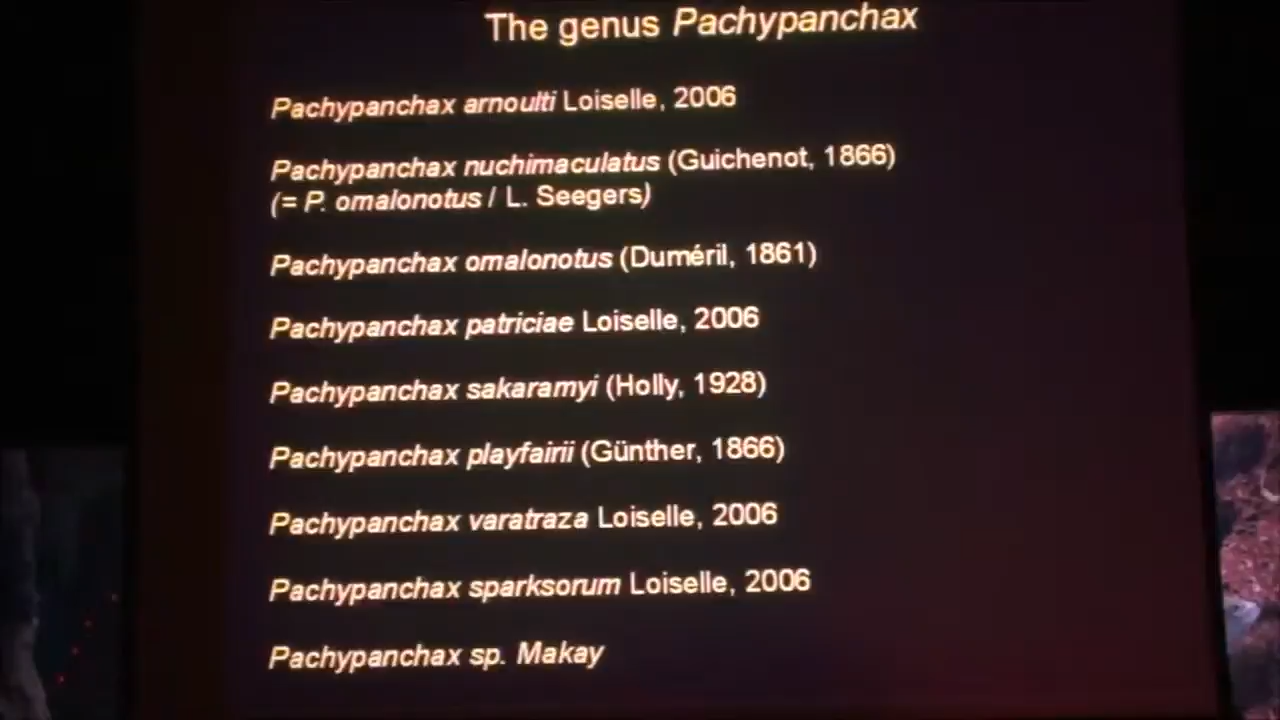 The genus Pachypanchax
Pachypanchax arnoulti Loiselle, 2006
Pachypanchax nuchimaculatus (Guichenot, 1866)
(= P. omalonotus / L. Seegers)
Pachypanchax omalonotus (Duméril, 1861)
Pachypanchax patriciae Loiselle, 2006
Pachypanchax sakaramyi (Holly, 1928)
Pachypanchax playfairii (Günther, 1866)
Pachypanchax varatraza Loiselle, 2006
Pachypanchax sparksorum Loiselle, 2006
Pachypanchax sp. Makay